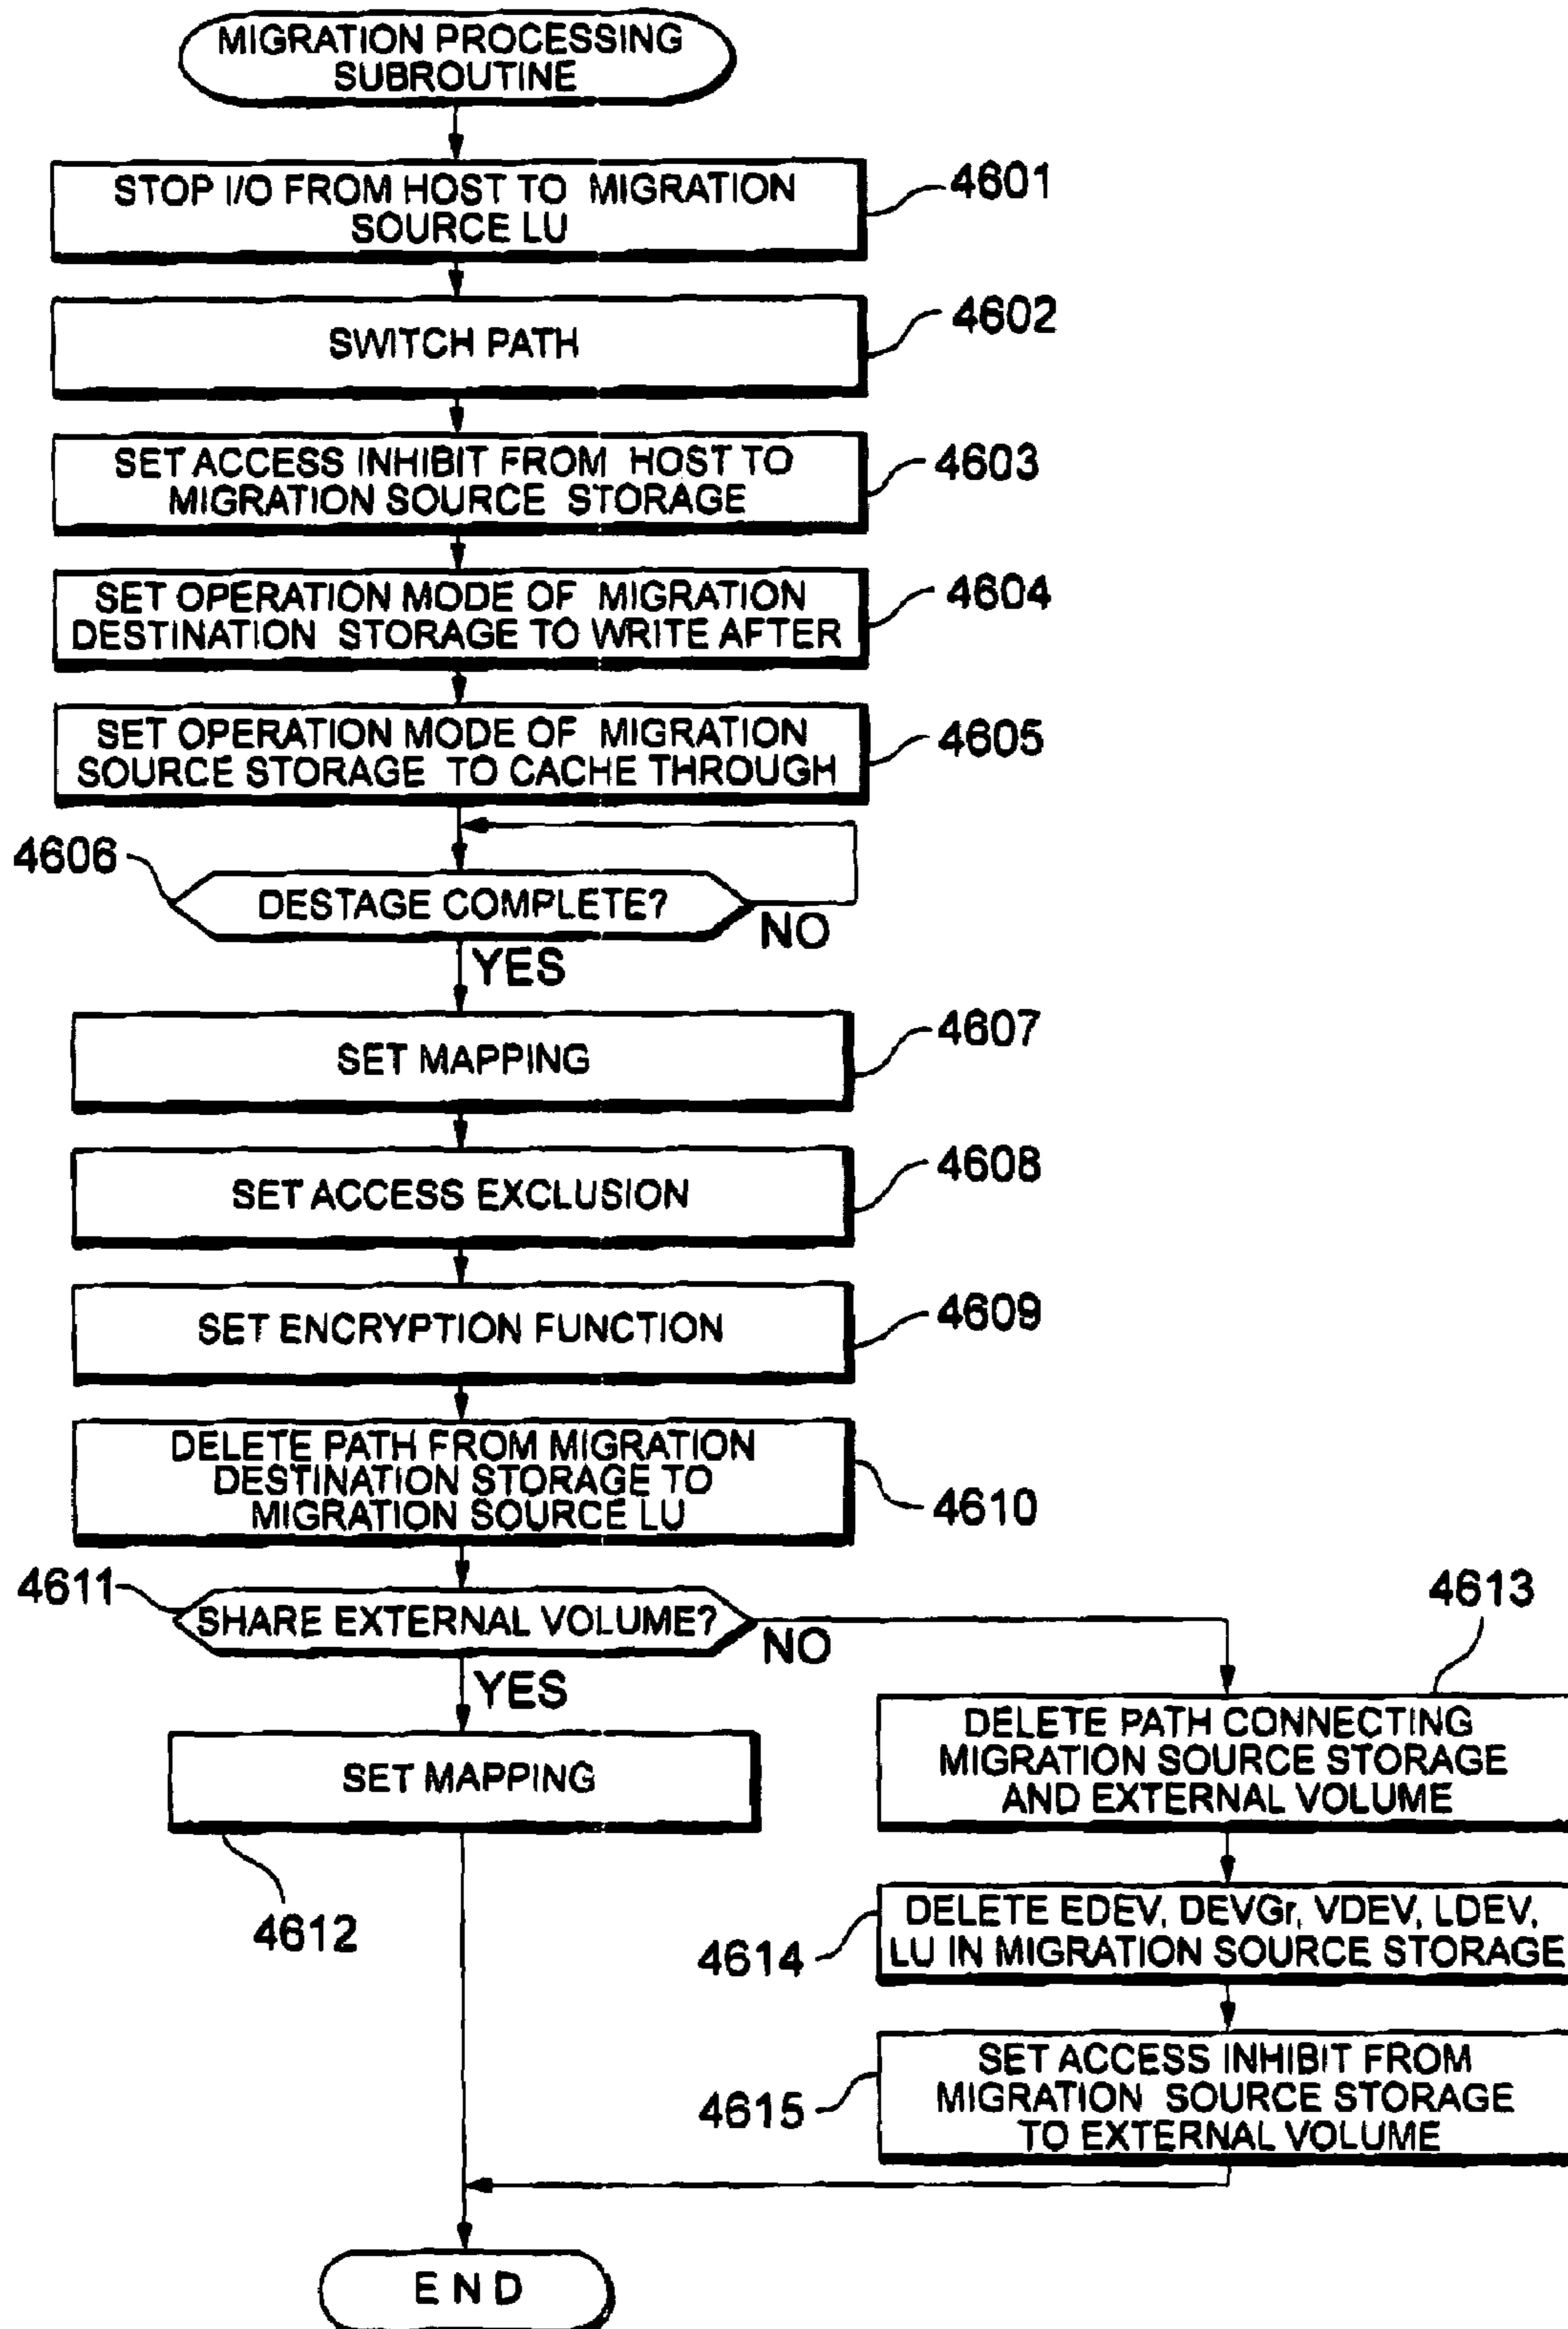 MIGRATION PROCESSING
SUBROUTINE
STOP I/O FROM HOST TO MIGRATION
SOURCE LU
4601
SWITCH PATH
4602
SET ACCESS INHIBIT FROM HOST TO
MIGRATION SOURCE STORAGE
4603
SET OPERATION MODE OF MIGRATION
DESTINATION STORAGE TO WRITE AFTER
4604
SET OPERATION MODE OF MIGRATION
SOURCE STORAGE TO CACHE THROUGH
4605
4606
DESTAGE COMPLETE?
NO
YES
SET MAPPING
4607
SET ACCESS EXCLUSION
4608
SET ENCRYPTION FUNCTION
4609
DELETE PATH FROM MIGRATION
DESTINATION STORAGE TO
MIGRATION SOURCE LU
4610
4611
SHARE EXTERNAL VOLUME?
NO
YES
SET MAPPING
4612
4613
DELETE PATH CONNECTING
MIGRATION SOURCE STORAGE
AND EXTERNAL VOLUME
DELETE EDEV, DEVGr, VDEV, LDEV,
LU IN MIGRATION SOURCE STORAGE
4614
SET ACCESS INHIBIT FROM
MIGRATION SOURCE STORAGE
TO EXTERNAL VOLUME
4615
END